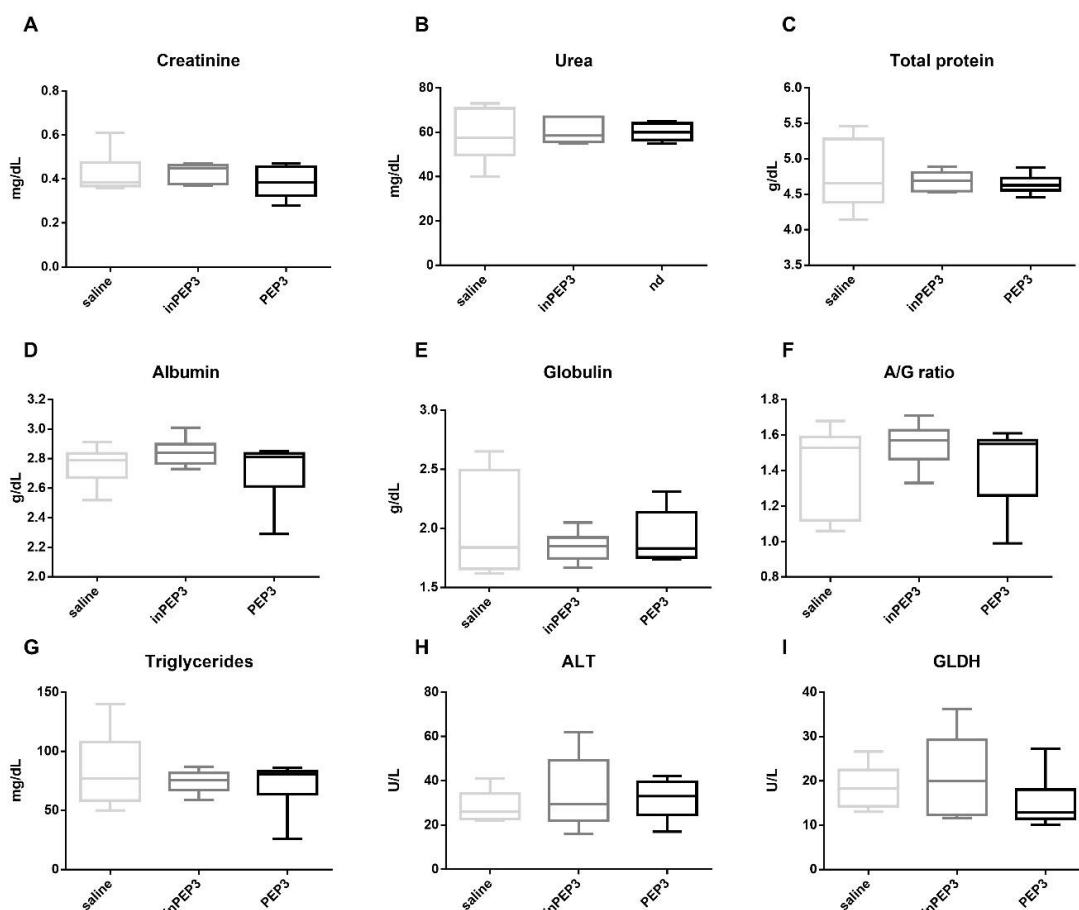 A
Creatinine
mg/dL
0.8
0.6
0.4
0.2
0.0
saline
inPEP3
PEP3
B
Urea
mg/dL
80
60
40
20
0
saline
inPEP3
nd
C
Total protein
g/dL
6.0
5.5
5.0
4.5
4.0
3.5
saline
inPEP3
PEP3
D
Albumin
g/dL
3.2
3.0
2.8
2.6
2.4
2.2
2.0
saline
inPEP3
PEP3
E
Globulin
g/dL
3.0
2.5
2.0
1.5
saline
inPEP3
PEP3
F
A/G ratio
1.8
1.6
1.4
1.2
1.0
0.8
saline
inPEP3
PEP3
G
Triglycerides
mg/dL
150
100
50
0
saline
inPEP3
PEP3
H
ALT
U/L
80
60
40
20
0
saline
inPEP3
PEP3
I
GLDH
U/L
40
30
20
10
0
saline
inPEP3
PEP3